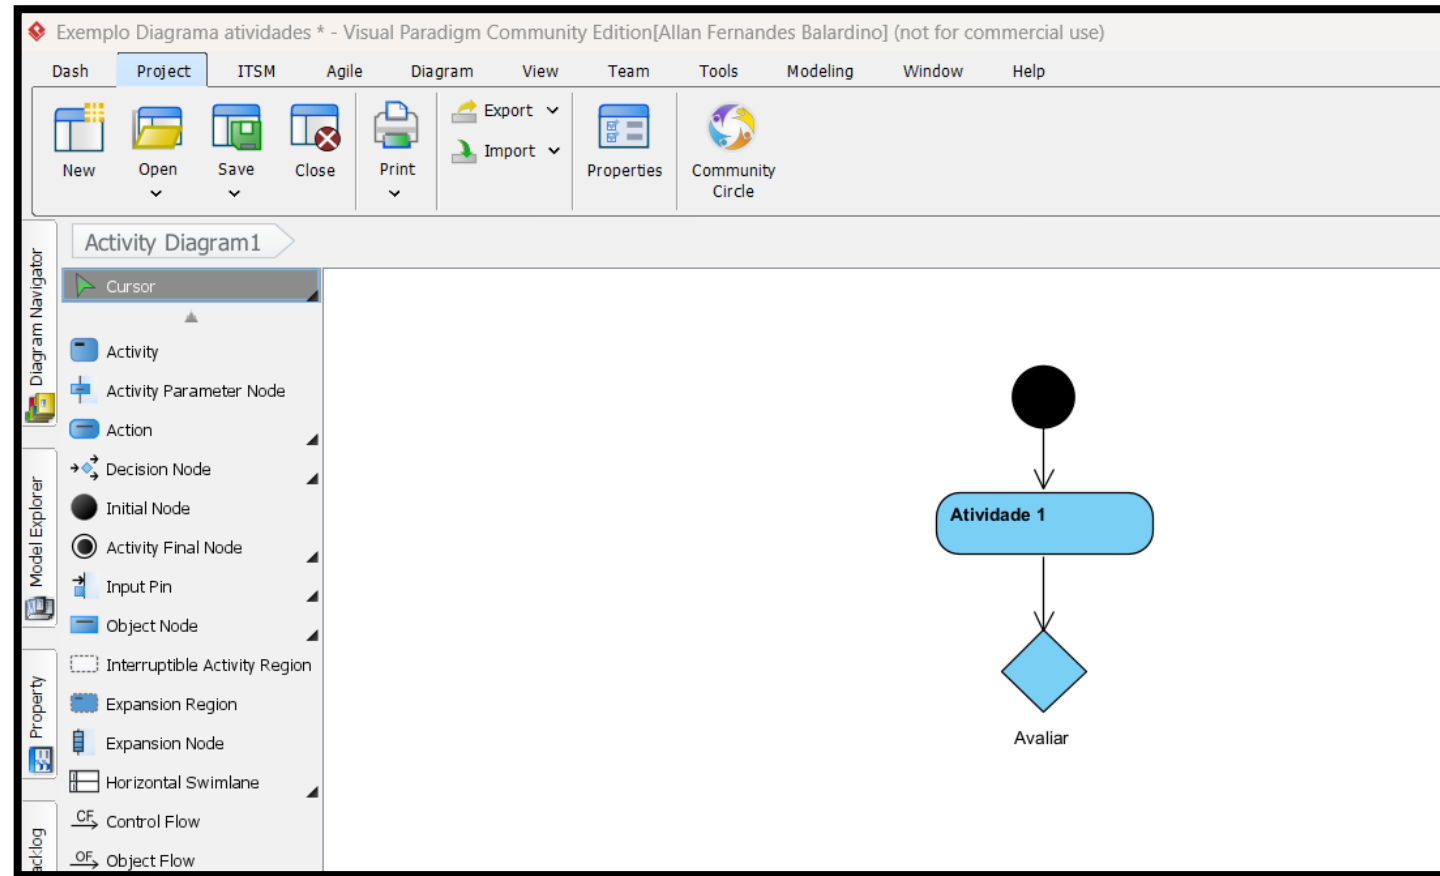 Exemplo Diagrama atividades * - Visual Paradigm Community Edition[Allan Fernandes Balardino] (not for commercial use)
Dash Project ITSM Agile Diagram View Team Tools Modeling Window Help
New Open Save Close Print Export Import Properties Community Circle
Activity Diagram1
Diagram Navigator
Model Explorer
Property
acklog
Cursor
Activity
Activity Parameter Node
Action
Decision Node
Initial Node
Activity Final Node
Input Pin
Object Node
Interruptible Activity Region
Expansion Region
Expansion Node
Horizontal Swimlane
CF Control Flow
OF Object Flow
Atividade 1
Avaliar